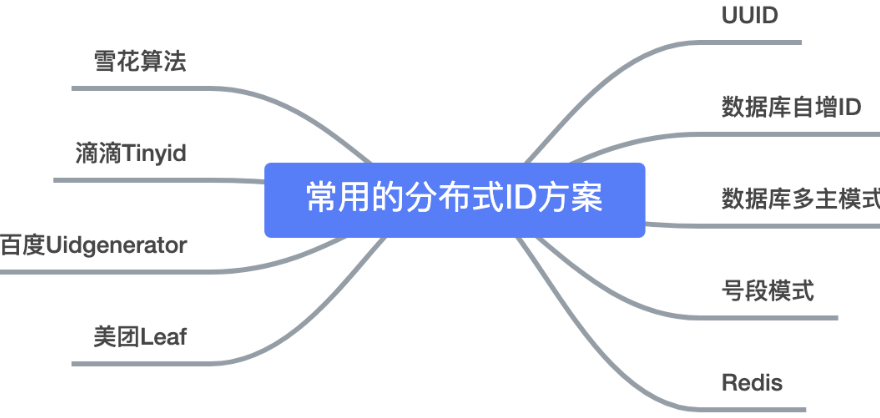 常用的分布式ID方案
UUID
数据库自增ID
数据库多主模式
号段模式
Redis
雪花算法
滴滴Tinyid
百度Uidgenerator
美团Leaf